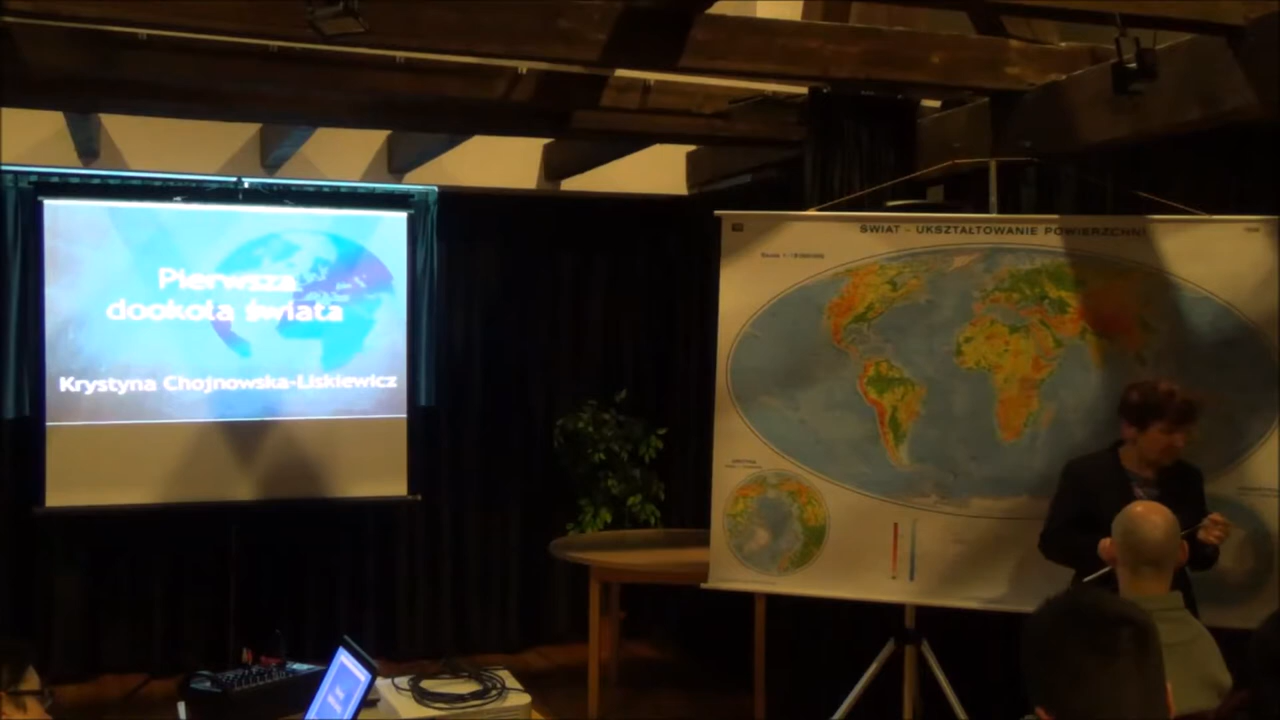 Pierwsza
dookoła świata
Krystyna Chojnowska-Liskiewicz
ŚWIAT - UKSZTAŁTOWANIE POWIERZCHNI